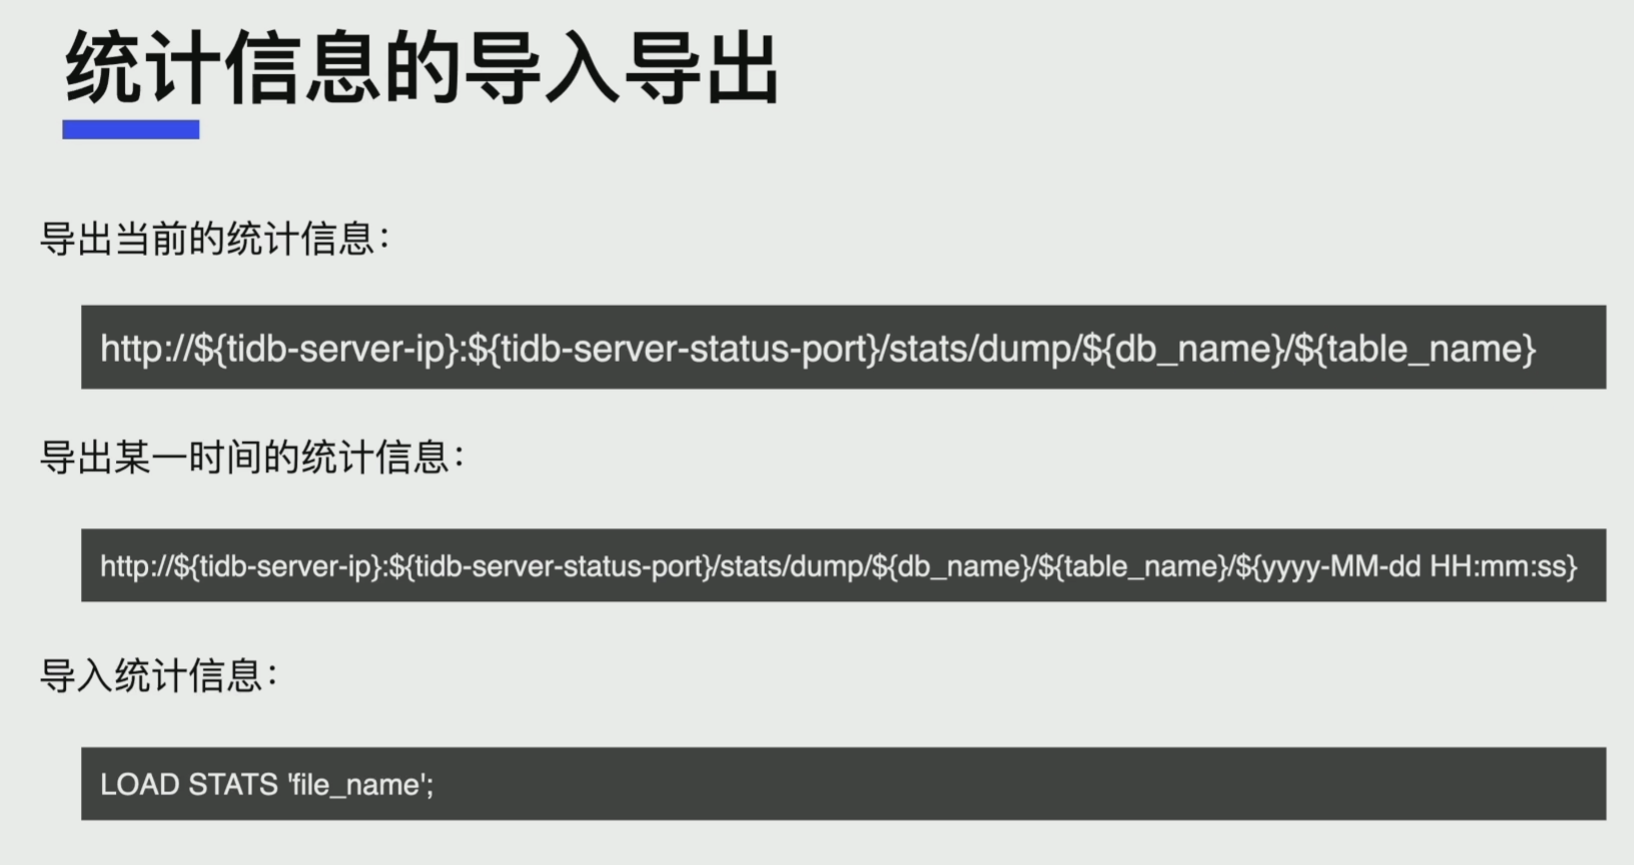 统计信息的导入导出
导出当前的统计信息：
http://${tidb-server-ip}:${tidb-server-status-port}/stats/dump/${db_name}/${table_name}
导出某一时间的统计信息：
http://${tidb-server-ip}:${tidb-server-status-port}/stats/dump/${db_name}/${table_name}/${yyyy-MM-dd HH:mm:ss}
导入统计信息：
LOAD STATS 'file_name';